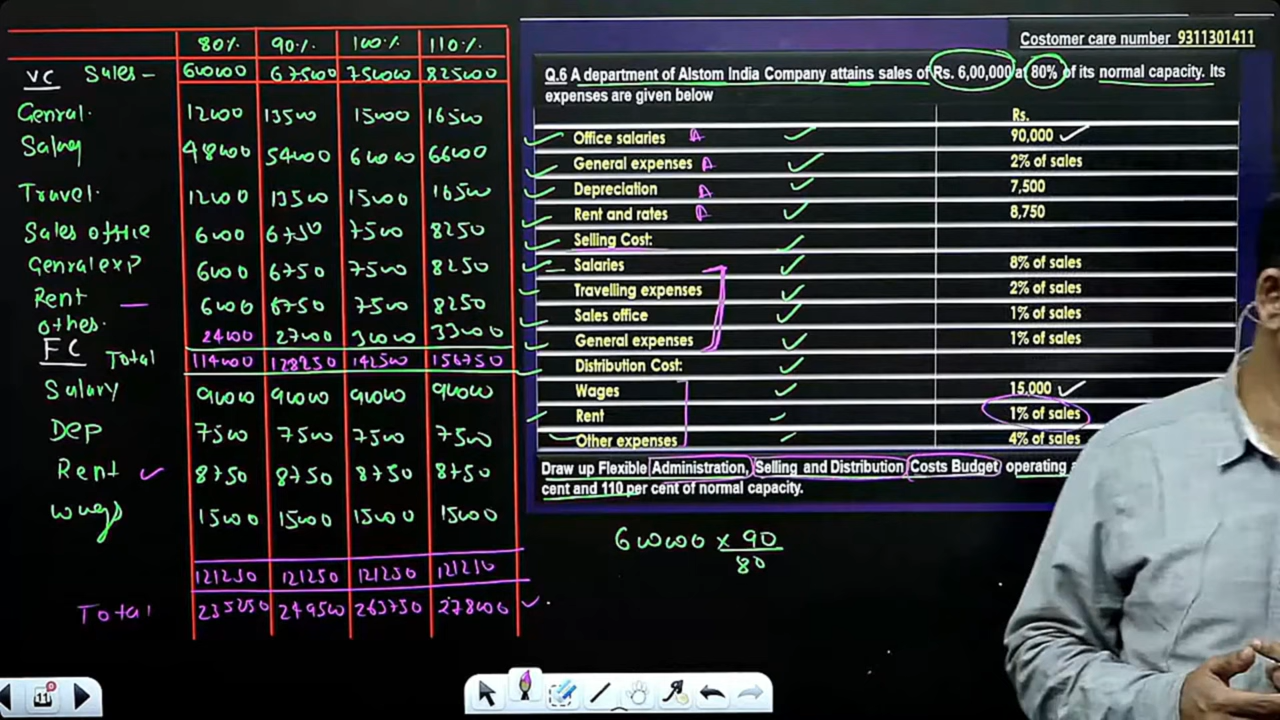 80% 90% 100% 110%
VC Sales - 600000 675000 750000 825000
Genral. 12000 13500 15000 16500
Salary 48000 54000 60000 66000
Travel. 12000 13500 15000 16500
Sales office 6000 6750 7500 8250
Genral exp 6000 6750 7500 8250
Rent 6000 6750 7500 8250
othes. 24000 27000 30000 33000
FC Total 114000 128250 142500 156750
Salary 90000 90000 90000 90000
Dep 7500 7500 7500 7500
Rent 8750 8750 8750 8750
wags 15000 15000 15000 15000
121250 121250 121250 121250
Total 235250 249500 263750 278000
Costomer care number 9311301411
Q.6 A department of Alstom India Company attains sales of Rs. 6,00,000 at 80% of its normal capacity. Its
expenses are given below
Rs.
Office salaries A 90,000
General expenses A 2% of sales
Depreciation A 7,500
Rent and rates A 8,750
Selling Cost:
Salaries 8% of sales
Travelling expenses 2% of sales
Sales office 1% of sales
General expenses 1% of sales
Distribution Cost:
Wages 15,000
Rent 1% of sales
Other expenses 4% of sales
Draw up Flexible Administration, Selling and Distribution Costs Budget operating
cent and 110 per cent of normal capacity.
600000 × 90
80
11